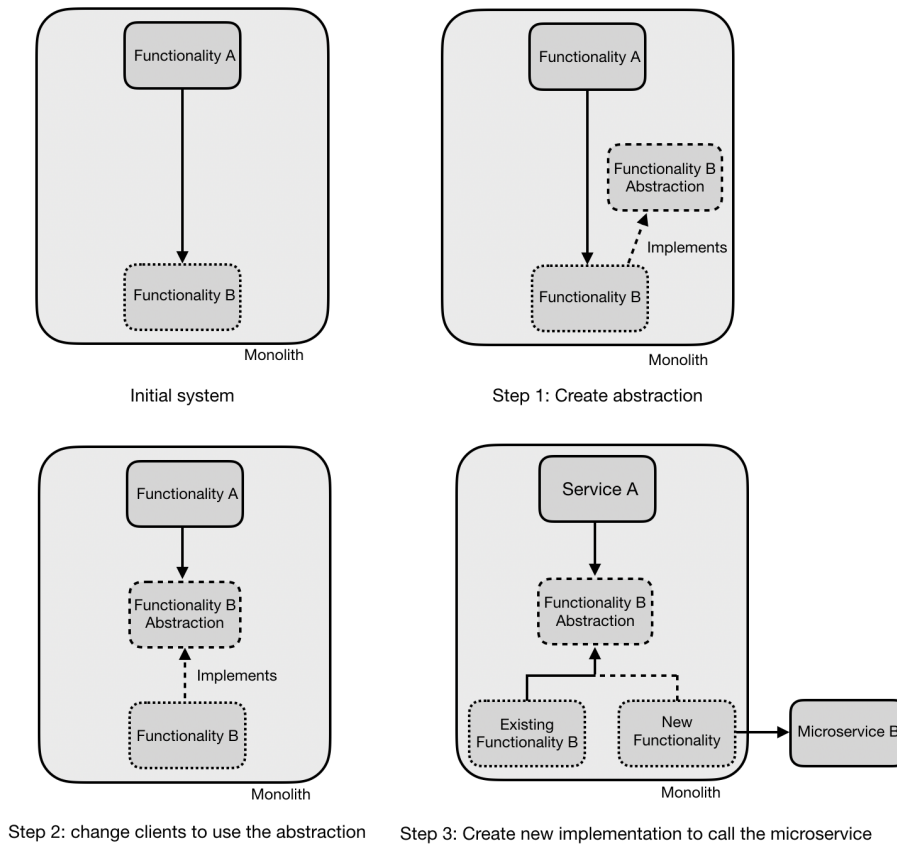 Functionality A
Functionality B
Monolith
Initial system
Functionality A
Functionality B
Abstraction
Implements
Functionality B
Monolith
Step 1: Create abstraction
Functionality A
Functionality B
Abstraction
Implements
Functionality B
Monolith
Step 2: change clients to use the abstraction
Service A
Functionality B
Abstraction
Existing
Functionality B
New
Functionality
Microservice B
Monolith
Step 3: Create new implementation to call the microservice